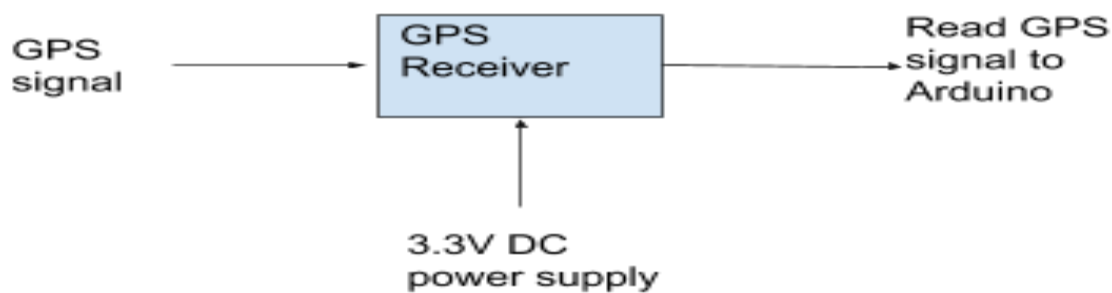 GPS
signal
GPS
Receiver
Read GPS
signal to
Arduino
3.3V DC
power supply